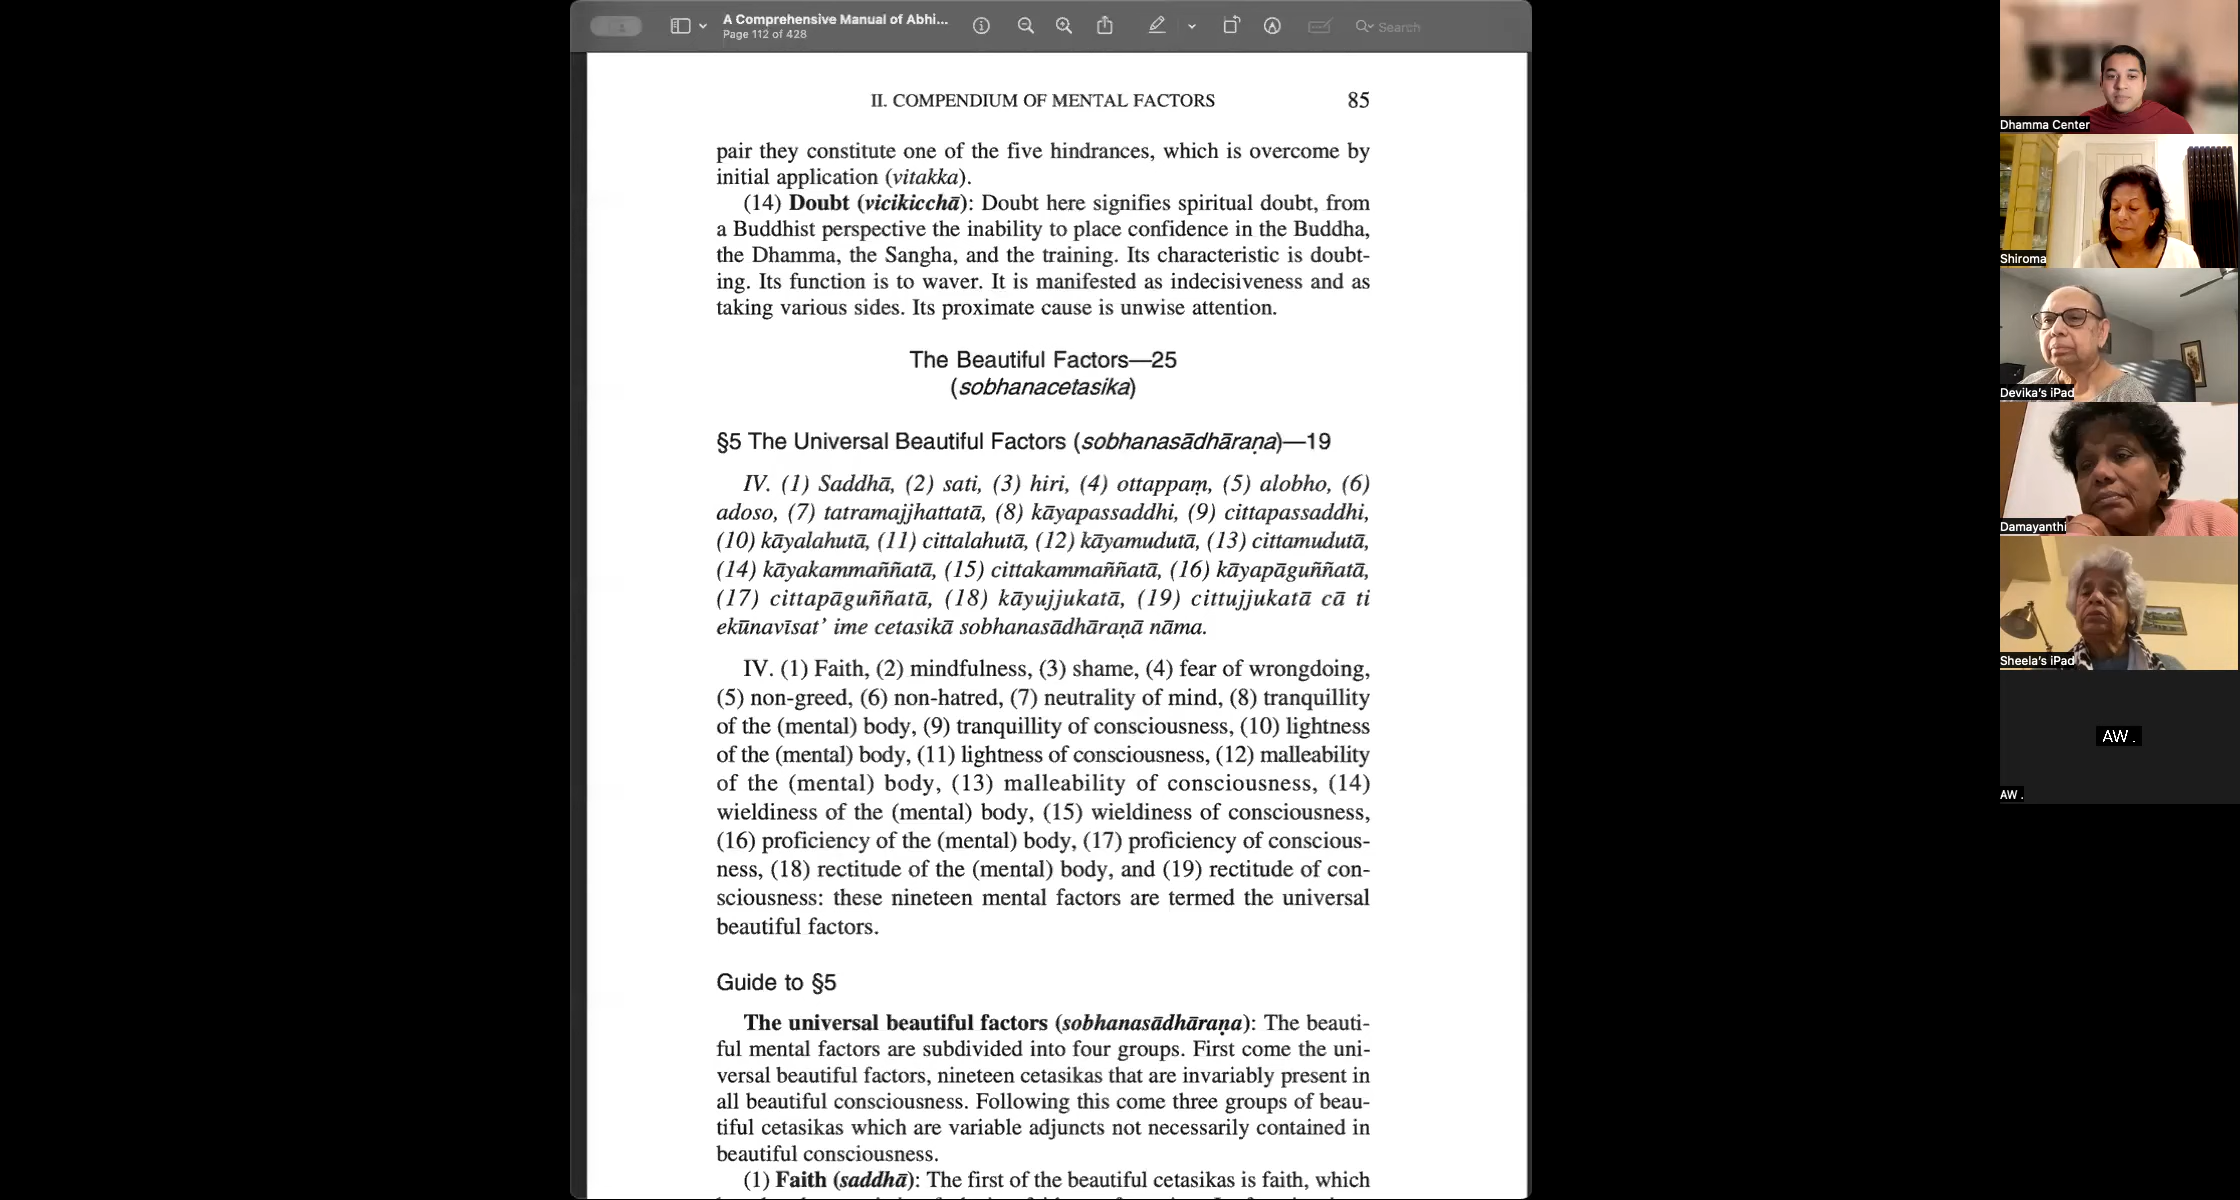 A Comprehensive Manual of Abhi...
Page 112 of 428
Search
II. COMPENDIUM OF MENTAL FACTORS 85
pair they constitute one of the five hindrances, which is overcome by
initial application (vitakka).
(14) Doubt (vicikicchā): Doubt here signifies spiritual doubt, from
a Buddhist perspective the inability to place confidence in the Buddha,
the Dhamma, the Sangha, and the training. Its characteristic is doubt-
ing. Its function is to waver. It is manifested as indecisiveness and as
taking various sides. Its proximate cause is unwise attention.
The Beautiful Factors—25
(sobhanacetasika)
§5 The Universal Beautiful Factors (sobhanasādhāraṇa)—19
IV. (1) Saddhā, (2) sati, (3) hiri, (4) ottappaṃ, (5) alobho, (6)
adoso, (7) tatramajjhattatā, (8) kāyapassaddhi, (9) cittapassaddhi,
(10) kāyalahutā, (11) cittalahutā, (12) kāyamudutā, (13) cittamudutā,
(14) kāyakammaññatā, (15) cittakammaññatā, (16) kāyapāguññatā,
(17) cittapāguññatā, (18) kāyujjukatā, (19) cittujjukatā cā ti
ekūnavīsat’ ime cetasikā sobhanasādhāraṇā nāma.
IV. (1) Faith, (2) mindfulness, (3) shame, (4) fear of wrongdoing,
(5) non-greed, (6) non-hatred, (7) neutrality of mind, (8) tranquillity
of the (mental) body, (9) tranquillity of consciousness, (10) lightness
of the (mental) body, (11) lightness of consciousness, (12) malleability
of the (mental) body, (13) malleability of consciousness, (14)
wieldiness of the (mental) body, (15) wieldiness of consciousness,
(16) proficiency of the (mental) body, (17) proficiency of conscious-
ness, (18) rectitude of the (mental) body, and (19) rectitude of con-
sciousness: these nineteen mental factors are termed the universal
beautiful factors.
Guide to §5
The universal beautiful factors (sobhanasādhāraṇa): The beauti-
ful mental factors are subdivided into four groups. First come the uni-
versal beautiful factors, nineteen cetasikas that are invariably present in
all beautiful consciousness. Following this come three groups of beau-
tiful cetasikas which are variable adjuncts not necessarily contained in
beautiful consciousness.
(1) Faith (saddhā): The first of the beautiful cetasikas is faith, which
Dhamma Center
Shiroma
Devika's iPad
Damayanthi
Sheela's iPad
AW .
AW .